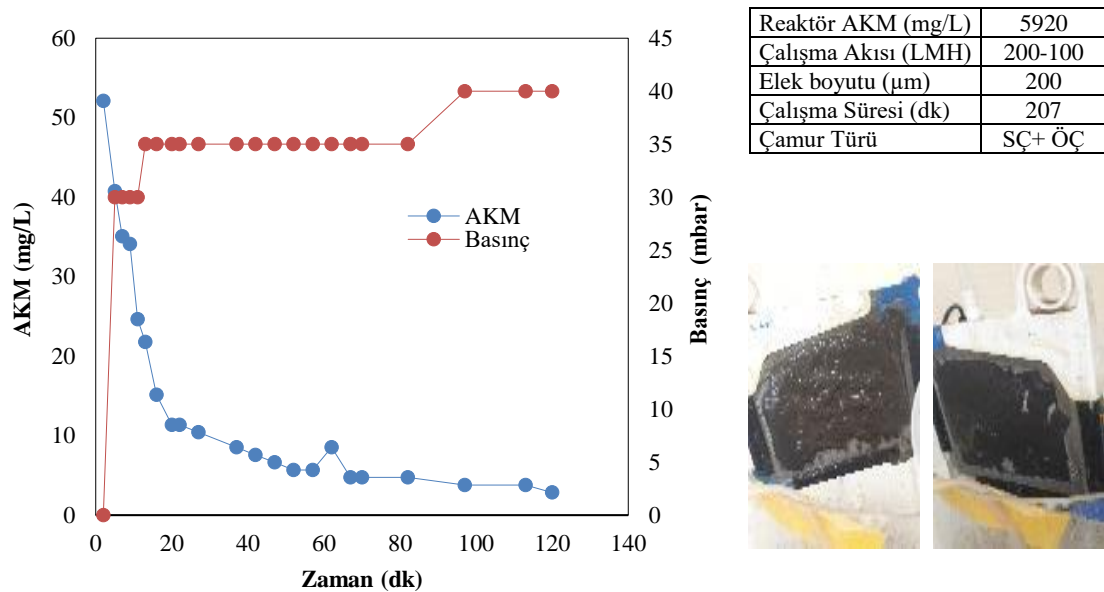 Reaktör AKM (mg/L) 5920
Çalışma Akısı (LMH) 200-100
Elek boyutu (µm) 200
Çalışma Süresi (dk) 207
Çamur Türü SÇ+ ÖÇ
60
50
40
30
20
10
0
AKM (mg/L)
45
40
35
30
25
20
15
10
5
0
Basınç (mbar)
AKM
Basınç
0 20 40 60 80 100 120 140
Zaman (dk)